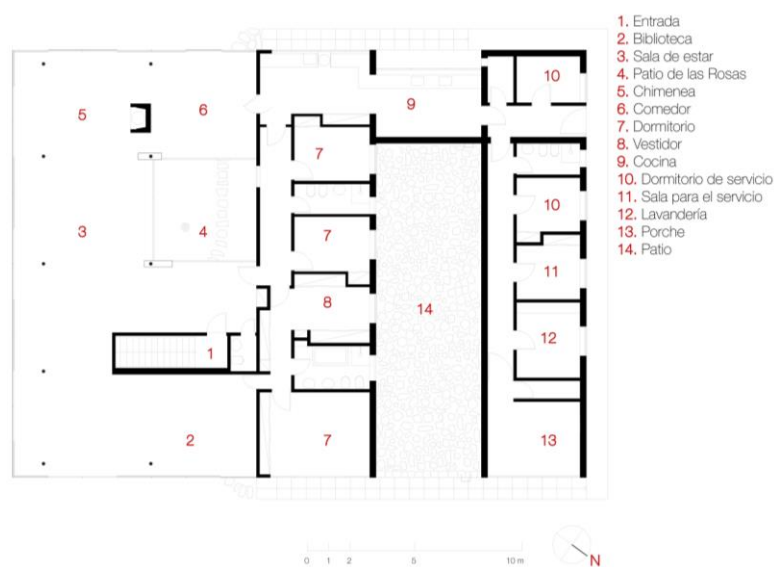 1. Entrada
2. Biblioteca
3. Sala de estar
4. Patio de las Rosas
5. Chimenea
6. Comedor
7. Dormitorio
8. Vestidor
9. Cocina
10. Dormitorio de servicio
11. Sala para el servicio
12. Lavandería
13. Porche
14. Patio
10
5
6
9
7
10
3
4
7
11
8
14
12
1
2
7
13
0 1 2 5 10 m
N